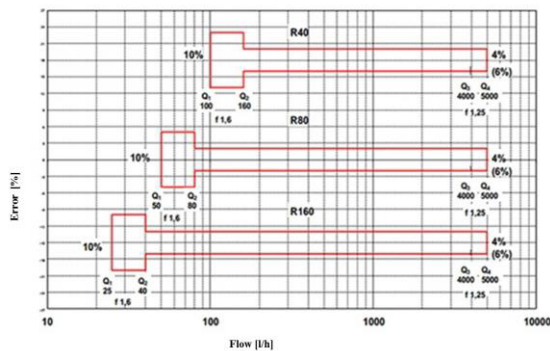 R40
10%
4%
(6%)
Q₁ Q₂
100 160
f 1,6
Q₃ Q₄
4000 5000
f 1,25
R80
10%
4%
(6%)
Q₁ Q₂
50 80
f 1,6
Q₃ Q₄
4000 5000
f 1,25
R160
10%
4%
(6%)
Q₁ Q₂
25 40
f 1,6
Q₃ Q₄
4000 5000
f 1,25
Error [%]
10 100 1000 10000
Flow [l/h]